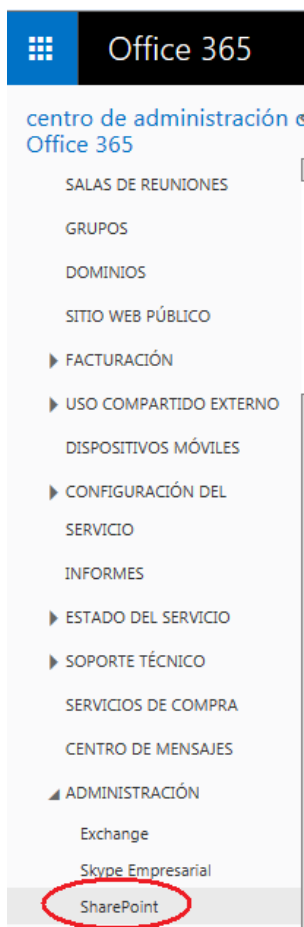 Office 365
centro de administración
Office 365
SALAS DE REUNIONES
GRUPOS
DOMINIOS
SITIO WEB PÚBLICO
FACTURACIÓN
USO COMPARTIDO EXTERNO
DISPOSITIVOS MÓVILES
CONFIGURACIÓN DEL
SERVICIO
INFORMES
ESTADO DEL SERVICIO
SOPORTE TÉCNICO
SERVICIOS DE COMPRA
CENTRO DE MENSAJES
ADMINISTRACIÓN
Exchange
Skype Empresarial
SharePoint